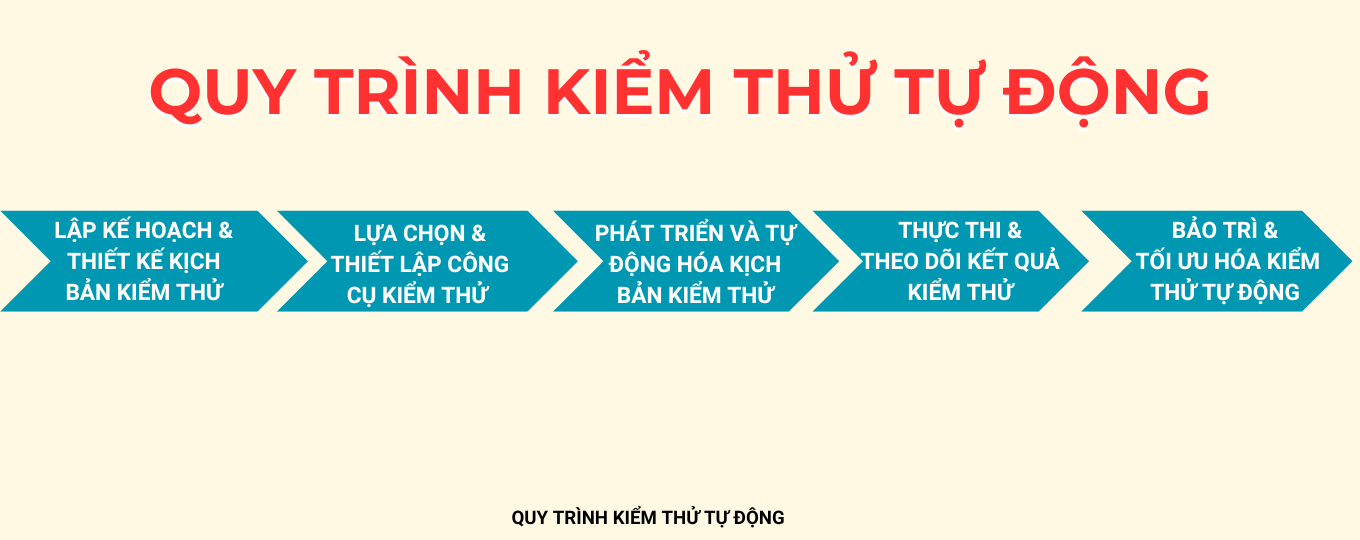 QUY TRÌNH KIỂM THỬ TỰ ĐỘNG
LẬP KẾ HOẠCH &
THIẾT KẾ KỊCH
BẢN KIỂM THỬ
LỰA CHỌN &
THIẾT LẬP CÔNG
CỤ KIỂM THỬ
PHÁT TRIỂN VÀ TỰ
ĐỘNG HÓA KỊCH
BẢN KIỂM THỬ
THỰC THI &
THEO DÕI KẾT QUẢ
KIỂM THỬ
BẢO TRÌ &
TỐI ƯU HÓA KIỂM
THỬ TỰ ĐỘNG
QUY TRÌNH KIỂM THỬ TỰ ĐỘNG